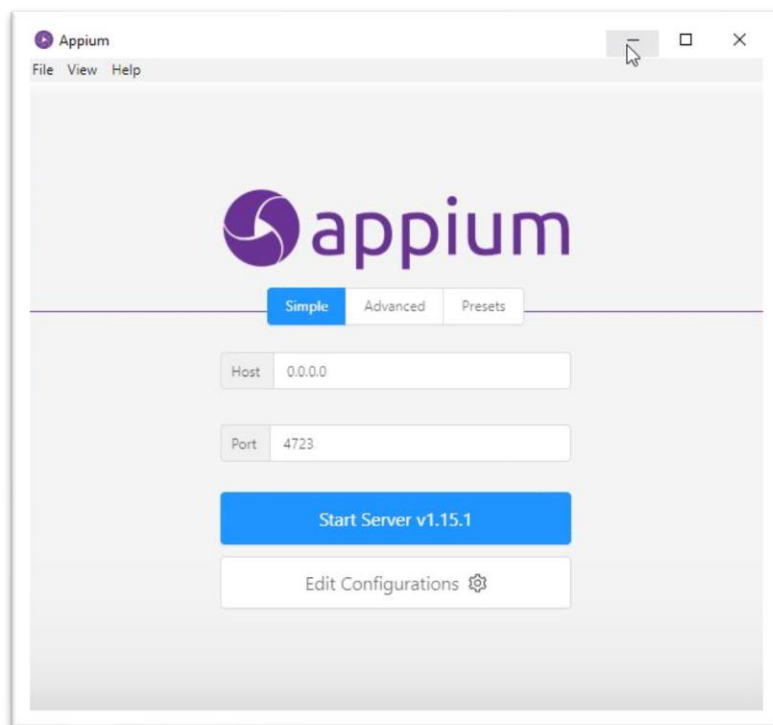 Appium
File View Help
appium
Simple Advanced Presets
Host 0.0.0.0
Port 4723
Start Server v1.15.1
Edit Configurations